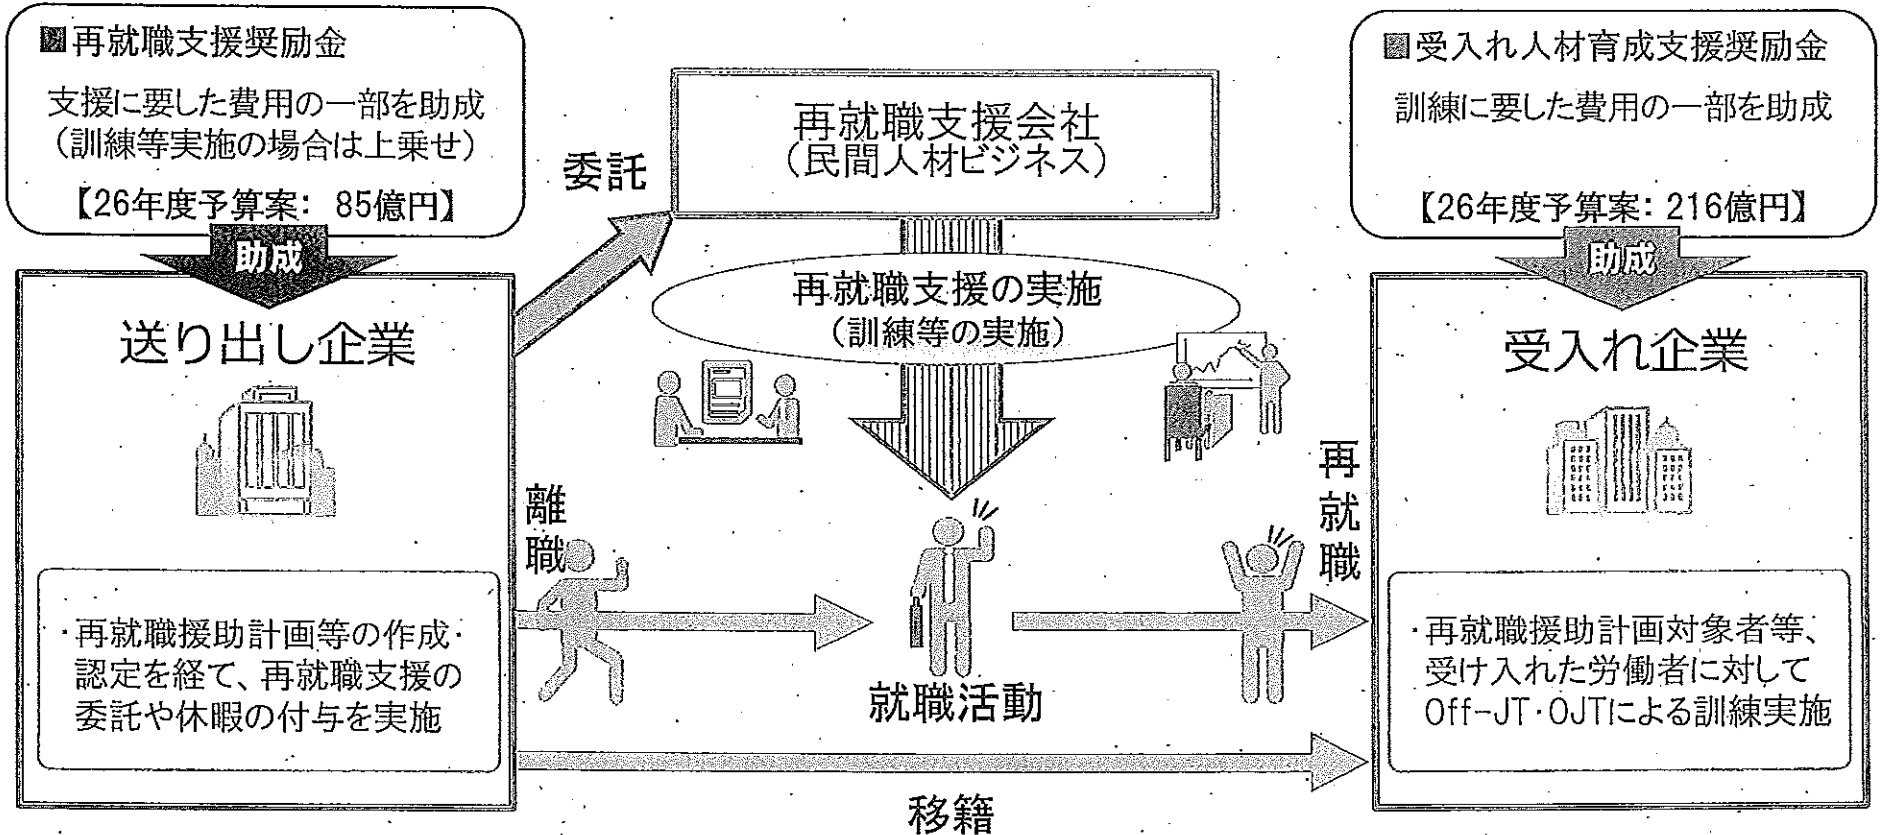 ■再就職支援奨励金
支援に要した費用の一部を助成
(訓練等実施の場合は上乗せ)
【26年度予算案: 85億円】
助成
送り出し企業
・再就職援助計画等の作成・
認定を経て、再就職支援の
委託や休暇の付与を実施
委託
再就職支援会社
(民間人材ビジネス)
再就職支援の実施
(訓練等の実施)
離職
就職活動
再就職
移籍
■受入れ人材育成支援奨励金
訓練に要した費用の一部を助成
【26年度予算案: 216億円】
助成
受入れ企業
・再就職援助計画対象者等、
受け入れた労働者に対して
Off-JT・OJTによる訓練実施